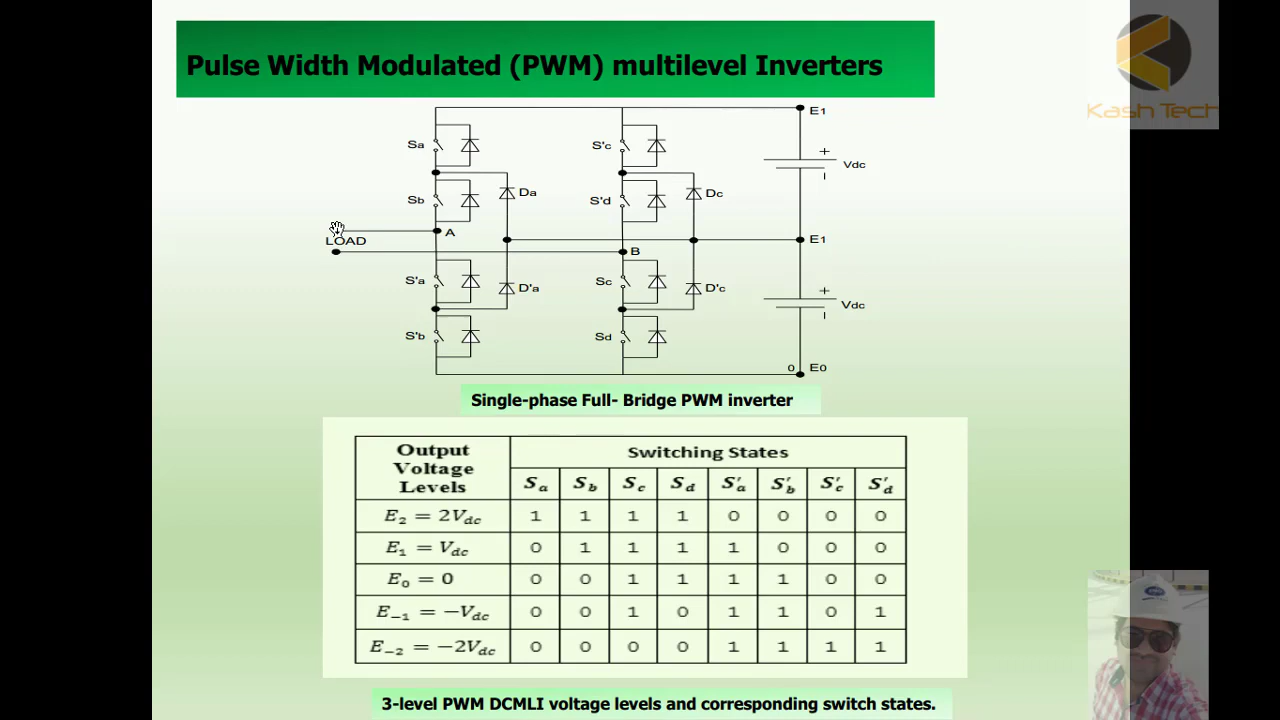 Pulse Width Modulated (PWM) multilevel Inverters
Kash Tech
E1
Sa
S'c
+
Vdc
Sb
Da
S'd
Dc
A
LOAD
E1
B
S'a
D'a
Sc
D'c
+
Vdc
S'b
Sd
0 E0
Single-phase Full- Bridge PWM inverter
Output Voltage Levels Switching States
Sa Sb Sc Sd S′a S′b S′c S′d
E2 = 2Vdc 1 1 1 1 0 0 0 0
E1 = Vdc 0 1 1 1 1 0 0 0
E0 = 0 0 0 1 1 1 1 0 0
E−1 = −Vdc 0 0 1 0 1 1 0 1
E−2 = −2Vdc 0 0 0 0 1 1 1 1
3-level PWM DCMLI voltage levels and corresponding switch states.